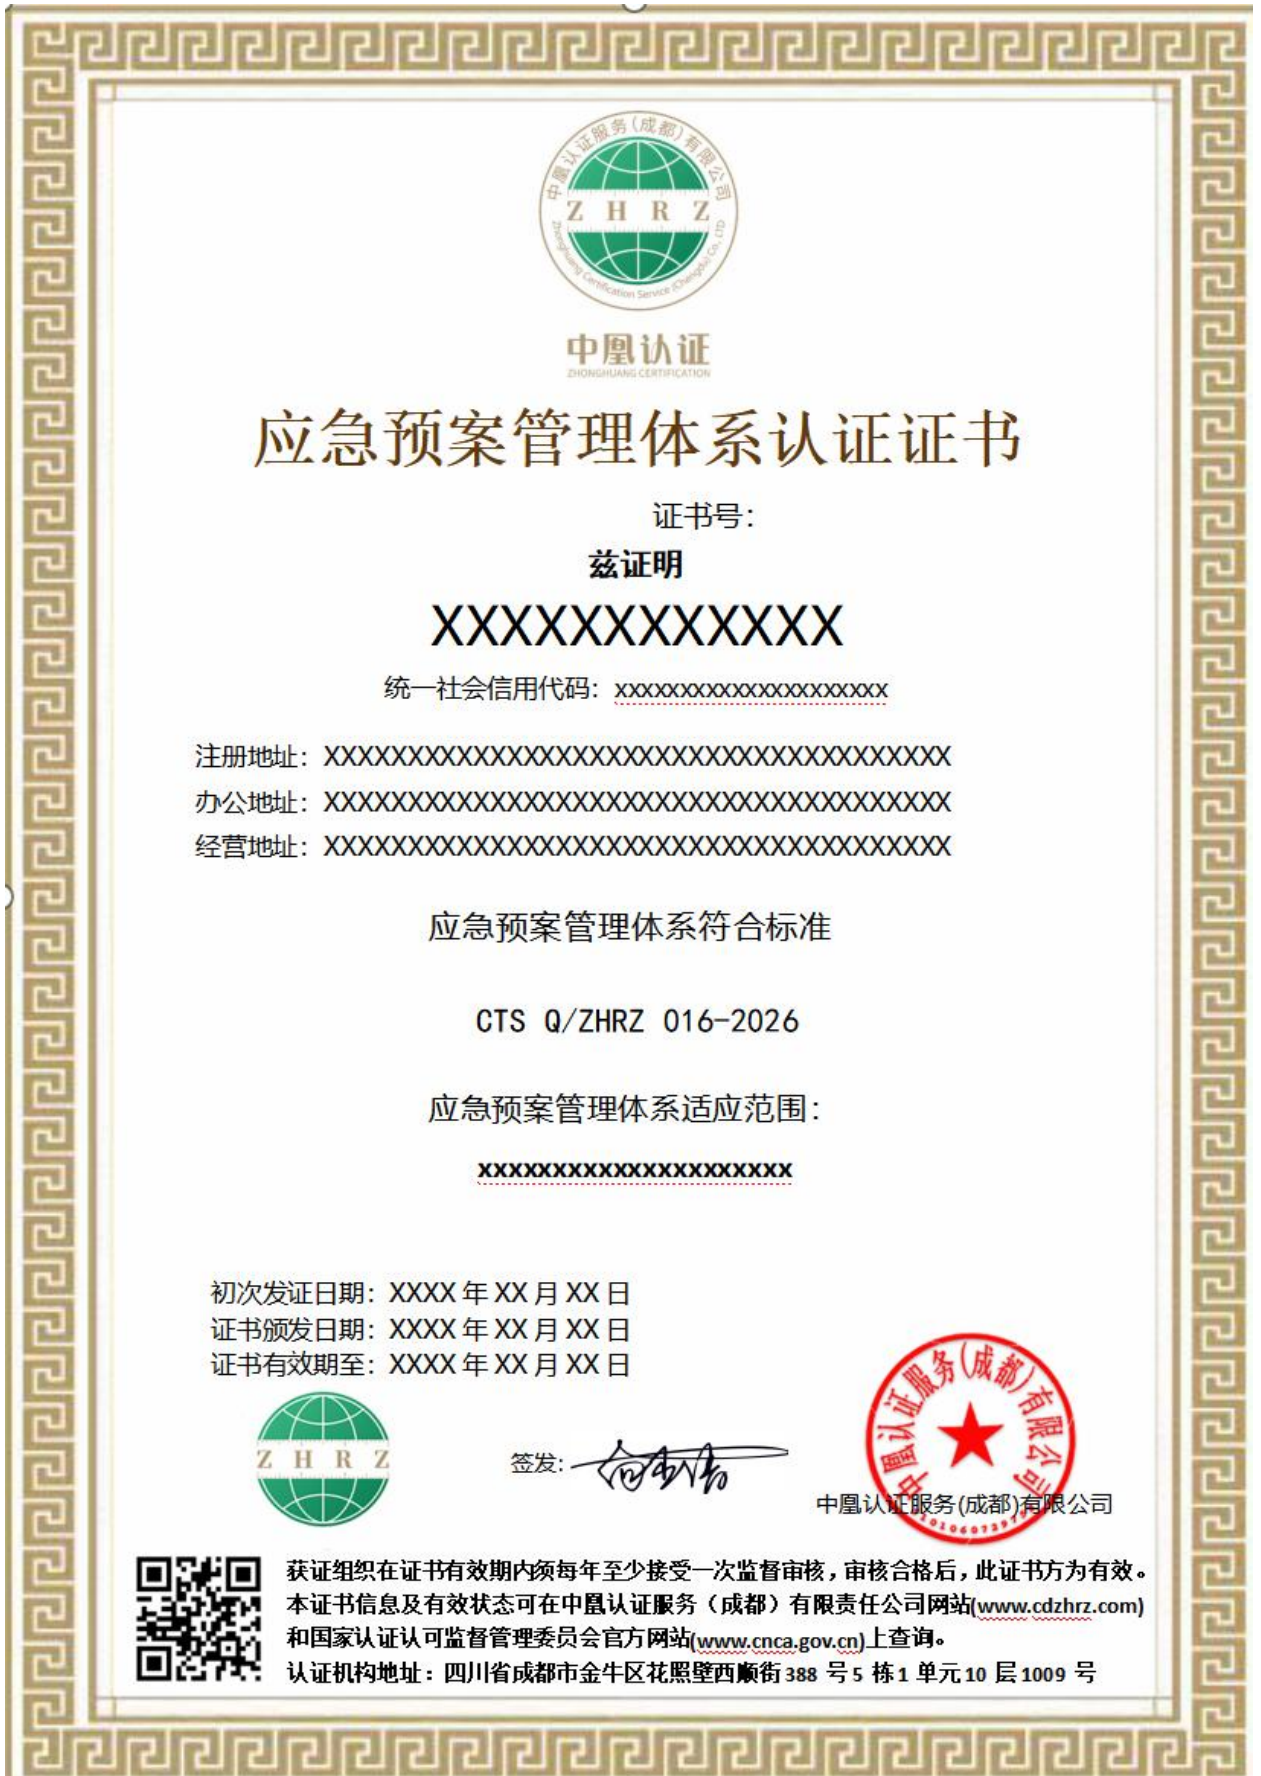 中凰认证服务(成都)有限公司
Z H R Z
Zhonghuang Certification Service (Chengdu) Co., LTD
中凰认证
ZHONGHUANG CERTIFICATION
应急预案管理体系认证证书
证书号：
兹证明
XXXXXXXXXXXX
统一社会信用代码：xxxxxxxxxxxxxxxxxxxxx
注册地址：XXXXXXXXXXXXXXXXXXXXXXXXXXXXXXXXXXXXXX
办公地址：XXXXXXXXXXXXXXXXXXXXXXXXXXXXXXXXXXXXXX
经营地址：XXXXXXXXXXXXXXXXXXXXXXXXXXXXXXXXXXXXXX
应急预案管理体系符合标准
CTS Q/ZHRZ 016-2026
应急预案管理体系适应范围：
xxxxxxxxxxxxxxxxxxxxx
初次发证日期：XXXX 年 XX 月 XX 日
证书颁发日期：XXXX 年 XX 月 XX 日
证书有效期至：XXXX 年 XX 月 XX 日
Z H R Z
签发:
中凰认证服务(成都)有限公司
中凰认证服务(成都)有限公司
获证组织在证书有效期内须每年至少接受一次监督审核，审核合格后，此证书方为有效。
本证书信息及有效状态可在中凰认证服务（成都）有限责任公司网站(www.cdzhrz.com)
和国家认证认可监督管理委员会官方网站(www.cnca.gov.cn)上查询。
认证机构地址：四川省成都市金牛区花照壁西顺街 388 号 5 栋 1 单元 10 层 1009 号